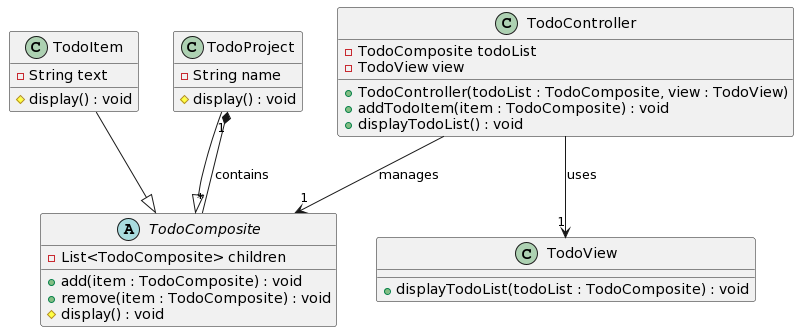 C TodoItem
String text
display() : void
C TodoProject
String name
display() : void
C TodoController
TodoComposite todoList
TodoView view
TodoController(todoList : TodoComposite, view : TodoView)
addTodoItem(item : TodoComposite) : void
displayTodoList() : void
1
contains
*
manages
1
uses
1
A TodoComposite
List<TodoComposite> children
add(item : TodoComposite) : void
remove(item : TodoComposite) : void
display() : void
C TodoView
displayTodoList(todoList : TodoComposite) : void